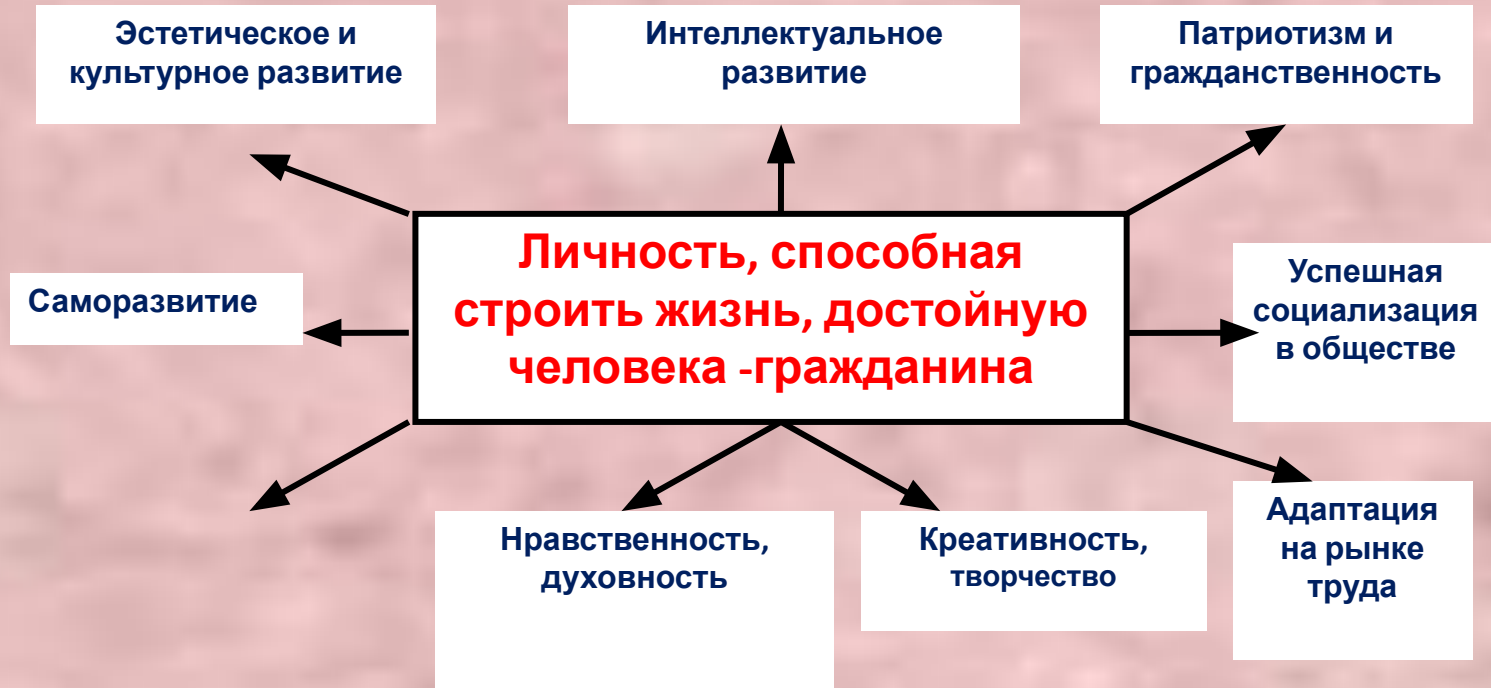 Эстетическое и
культурное развитие
Интеллектуальное
развитие
Патриотизм и
гражданственность
Личность, способная
строить жизнь, достойную
человека -гражданина
Саморазвитие
Успешная
социализация
в обществе
Нравственность,
духовность
Креативность,
творчество
Адаптация
на рынке
труда